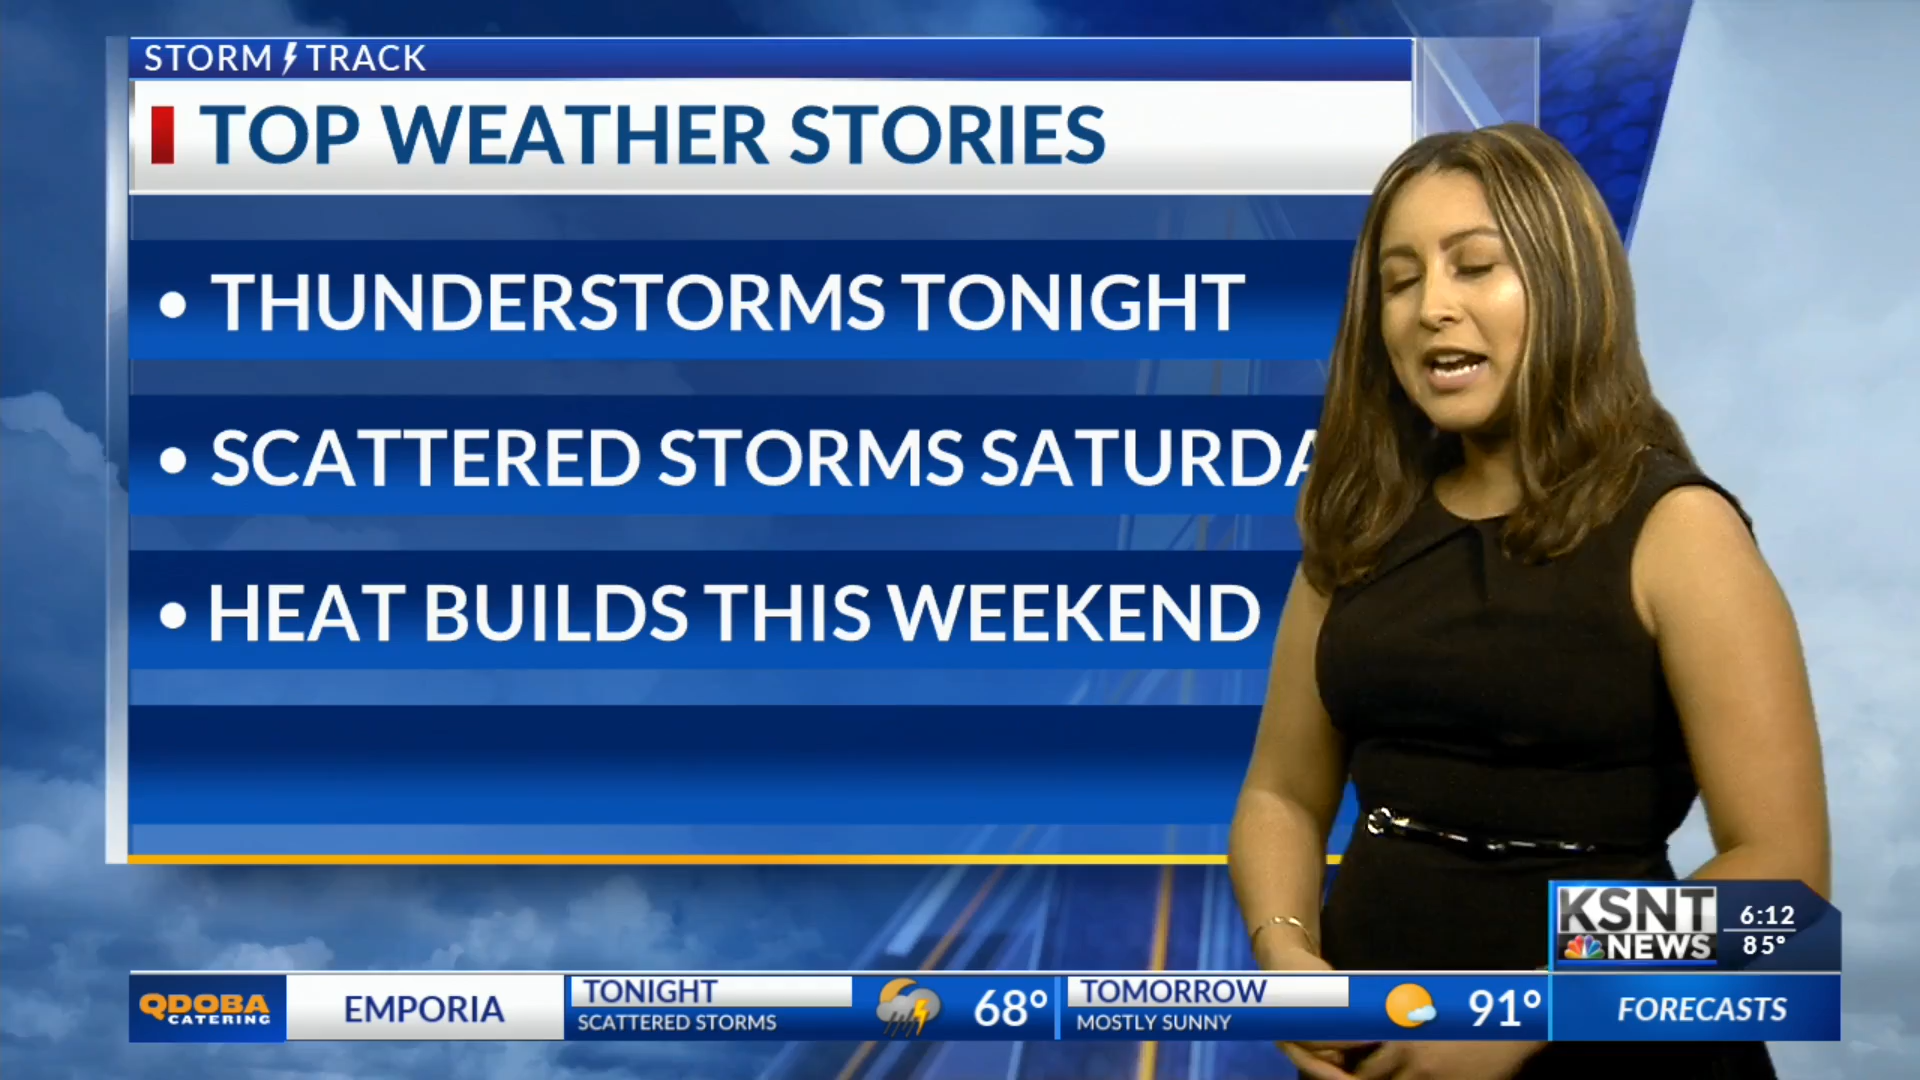 STORM TRACK
TOP WEATHER STORIES
• THUNDERSTORMS TONIGHT
• SCATTERED STORMS SATURDA
• HEAT BUILDS THIS WEEKEND
KSNT
NEWS
6:12
85°
QDOBA
CATERING
EMPORIA
TONIGHT
SCATTERED STORMS
68°
TOMORROW
MOSTLY SUNNY
91°
FORECASTS